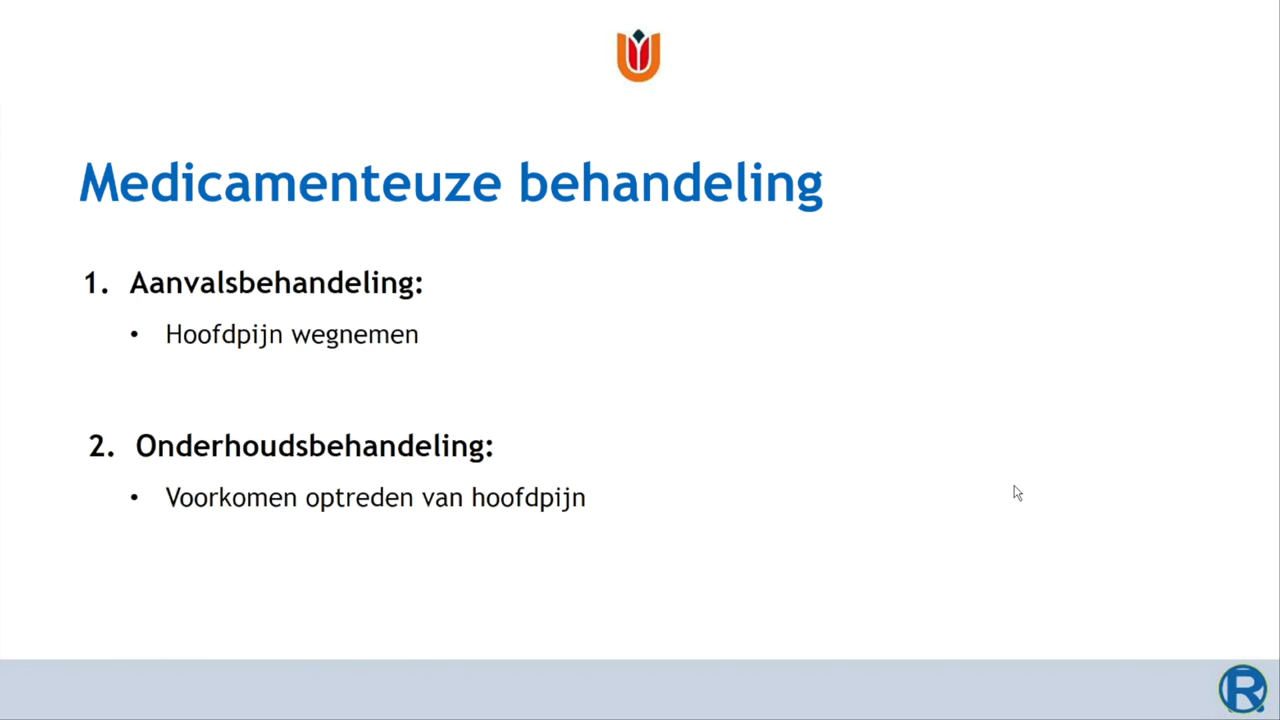 Medicamenteuze behandeling
1. Aanvalsbehandeling:
• Hoofdpijn wegnemen
2. Onderhoudsbehandeling:
• Voorkomen optreden van hoofdpijn
R